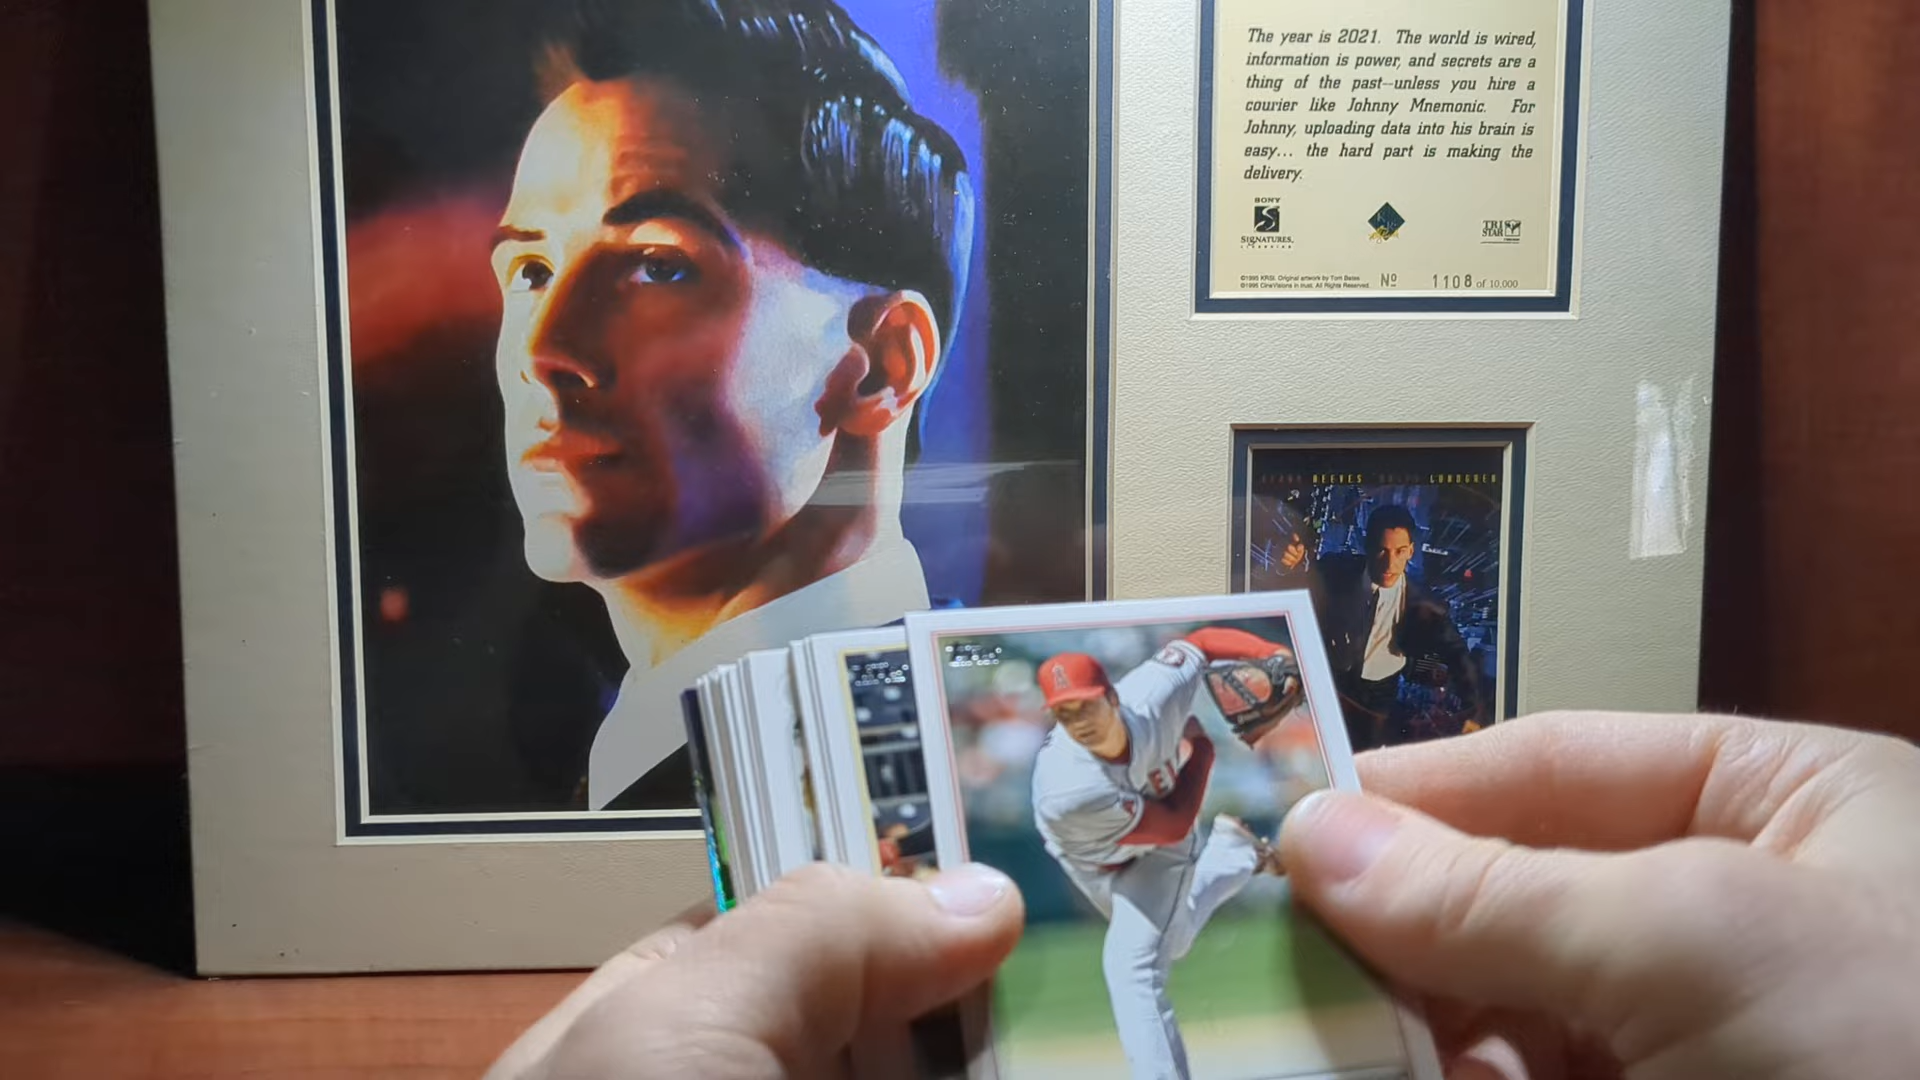 The year is 2021. The world is wired,
information is power, and secrets are a
thing of the past--unless you hire a
courier like Johnny Mnemonic. For
Johnny, uploading data into his brain is
easy... the hard part is making the
delivery.
SONY
SIGNATURES
TRI
STAR
©1995 KRSI. Original artwork by Tom Bates
©1995 CineVisions in trust. All Rights Reserved.
Nº 1108 of 10,000
REEVES LUNDGREN
A